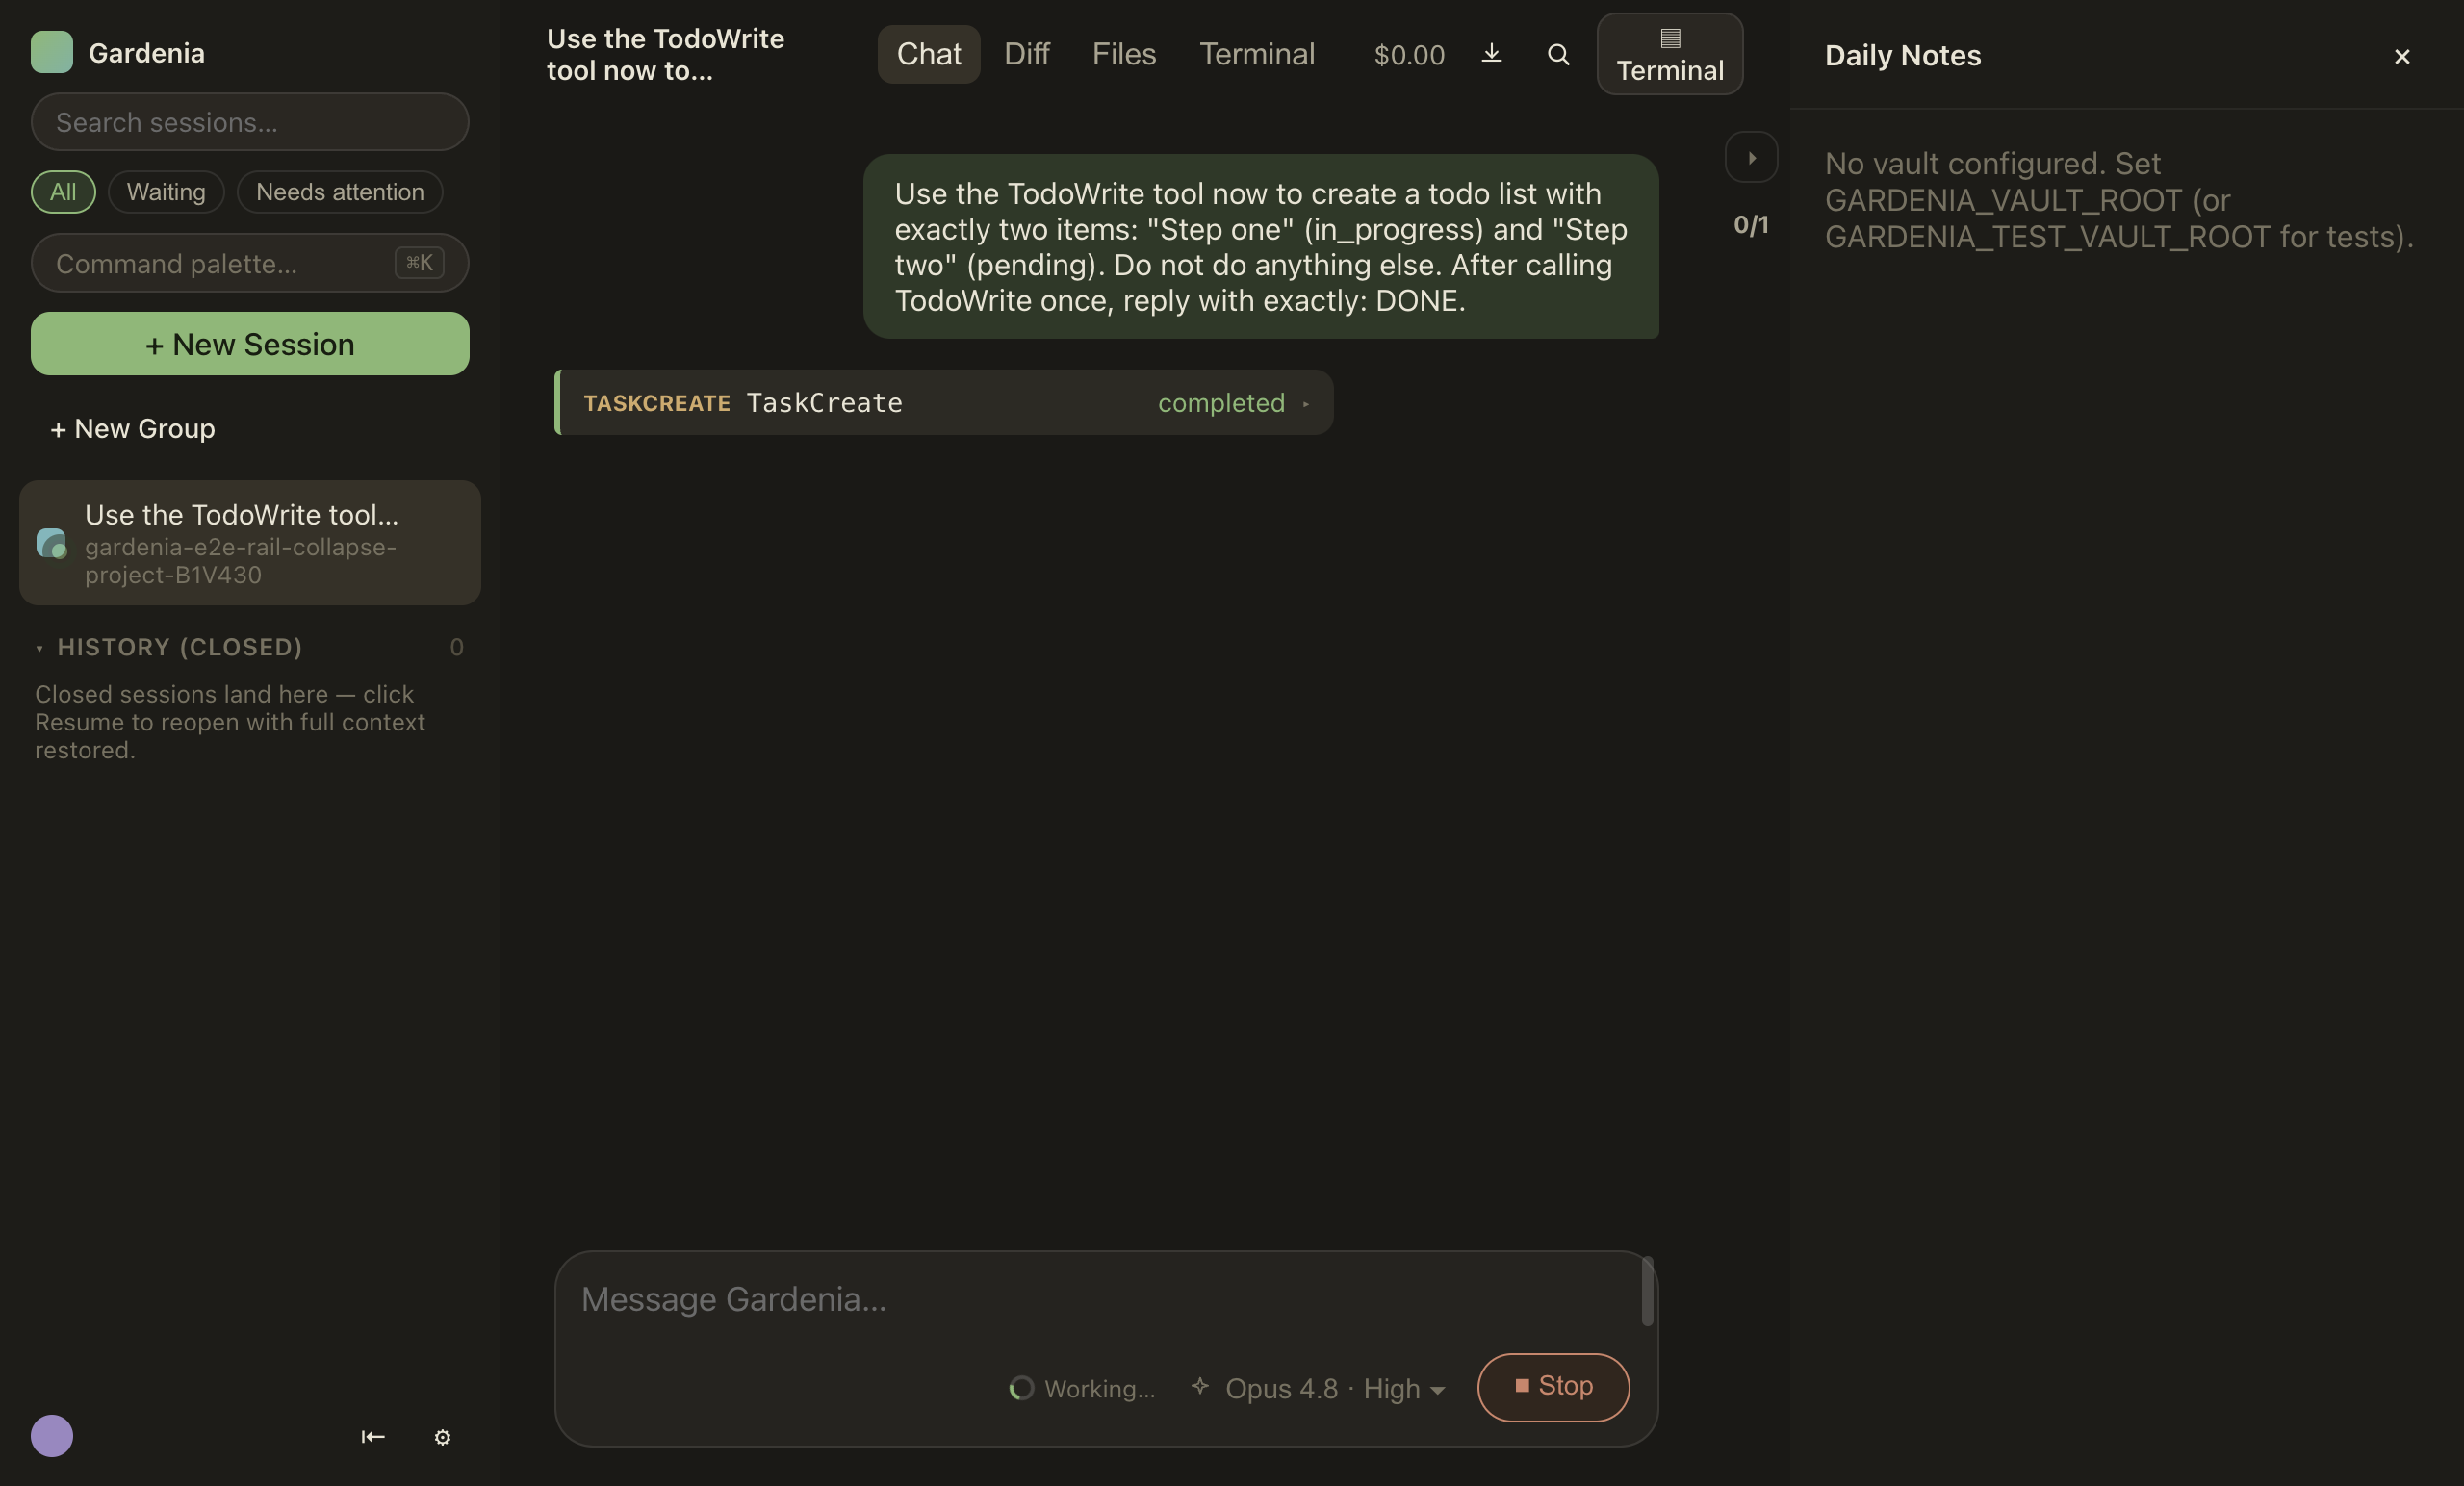 Gardenia
Search sessions...
All
Waiting
Needs attention
Command palette...
⌘K
+ New Session
+ New Group
Use the TodoWrite tool...
gardenia-e2e-rail-collapse-
project-B1V430
HISTORY (CLOSED)
0
Closed sessions land here — click
Resume to reopen with full context
restored.
Use the TodoWrite
tool now to...
Chat
Diff
Files
Terminal
$0.00
Terminal
Use the TodoWrite tool now to create a todo list with
exactly two items: "Step one" (in_progress) and "Step
two" (pending). Do not do anything else. After calling
TodoWrite once, reply with exactly: DONE.
TASKCREATE TaskCreate
completed
0/1
Message Gardenia...
Working...
Opus 4.8 · High
Stop
Daily Notes
No vault configured. Set
GARDENIA_VAULT_ROOT (or
GARDENIA_TEST_VAULT_ROOT for tests).